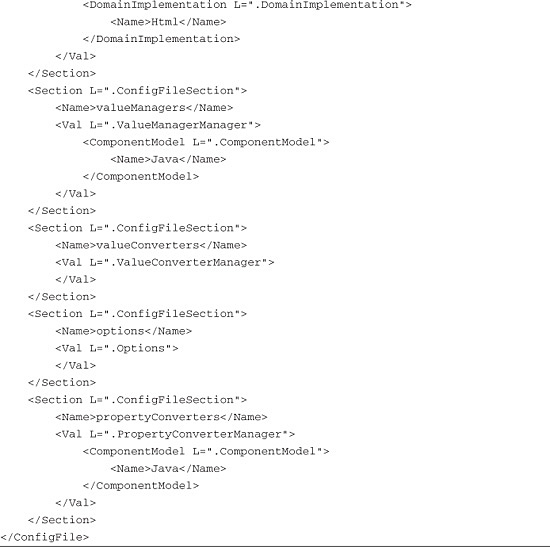 <DomainImplementation L=".DomainImplementation">
<Name>Html</Name>
</DomainImplementation>
</Val>
</Section>
<Section L=".ConfigFileSection">
<Name>valueManagers</Name>
<Val L=".ValueManagerManager">
<ComponentModel L=".ComponentModel">
<Name>Java</Name>
</ComponentModel>
</Val>
</Section>
<Section L=".ConfigFileSection">
<Name>valueConverters</Name>
<Val L=".ValueConverterManager">
</Val>
</Section>
<Section L=".ConfigFileSection">
<Name>options</Name>
<Val L=".Options">
</Val>
</Section>
<Section L=".ConfigFileSection">
<Name>propertyConverters</Name>
<Val L=".PropertyConverterManager">
<ComponentModel L=".ComponentModel">
<Name>Java</Name>
</ComponentModel>
</Val>
</Section>
</ConfigFile>